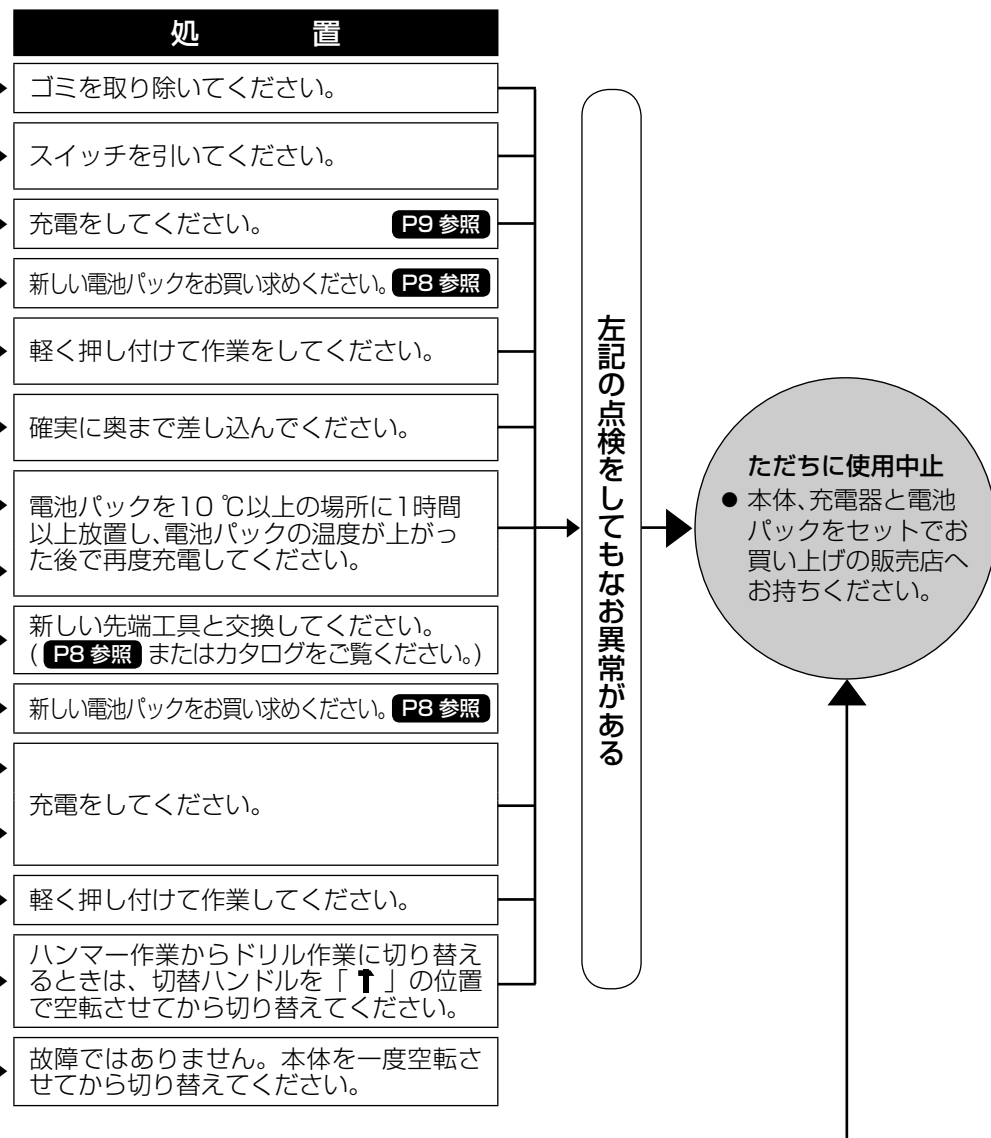 処　置
ゴミを取り除いてください。
スイッチを引いてください。
充電をしてください。 P9 参照
新しい電池パックをお買い求めください。 P8 参照
軽く押し付けて作業をしてください。
確実に奥まで差し込んでください。
電池パックを10 ℃以上の場所に1時間
以上放置し、電池パックの温度が上がっ
た後で再度充電してください。
新しい先端工具と交換してください。
( P8 参照 またはカタログをご覧ください。)
新しい電池パックをお買い求めください。 P8 参照
充電をしてください。
軽く押し付けて作業してください。
ハンマー作業からドリル作業に切り替え
るときは、切替ハンドルを「 」の位置
で空転させてから切り替えてください。
故障ではありません。本体を一度空転さ
せてから切り替えてください。
左記の点検をしてもなお異常がある
ただちに使用中止
● 本体、充電器と電池
パックをセットでお
買い上げの販売店へ
お持ちください。